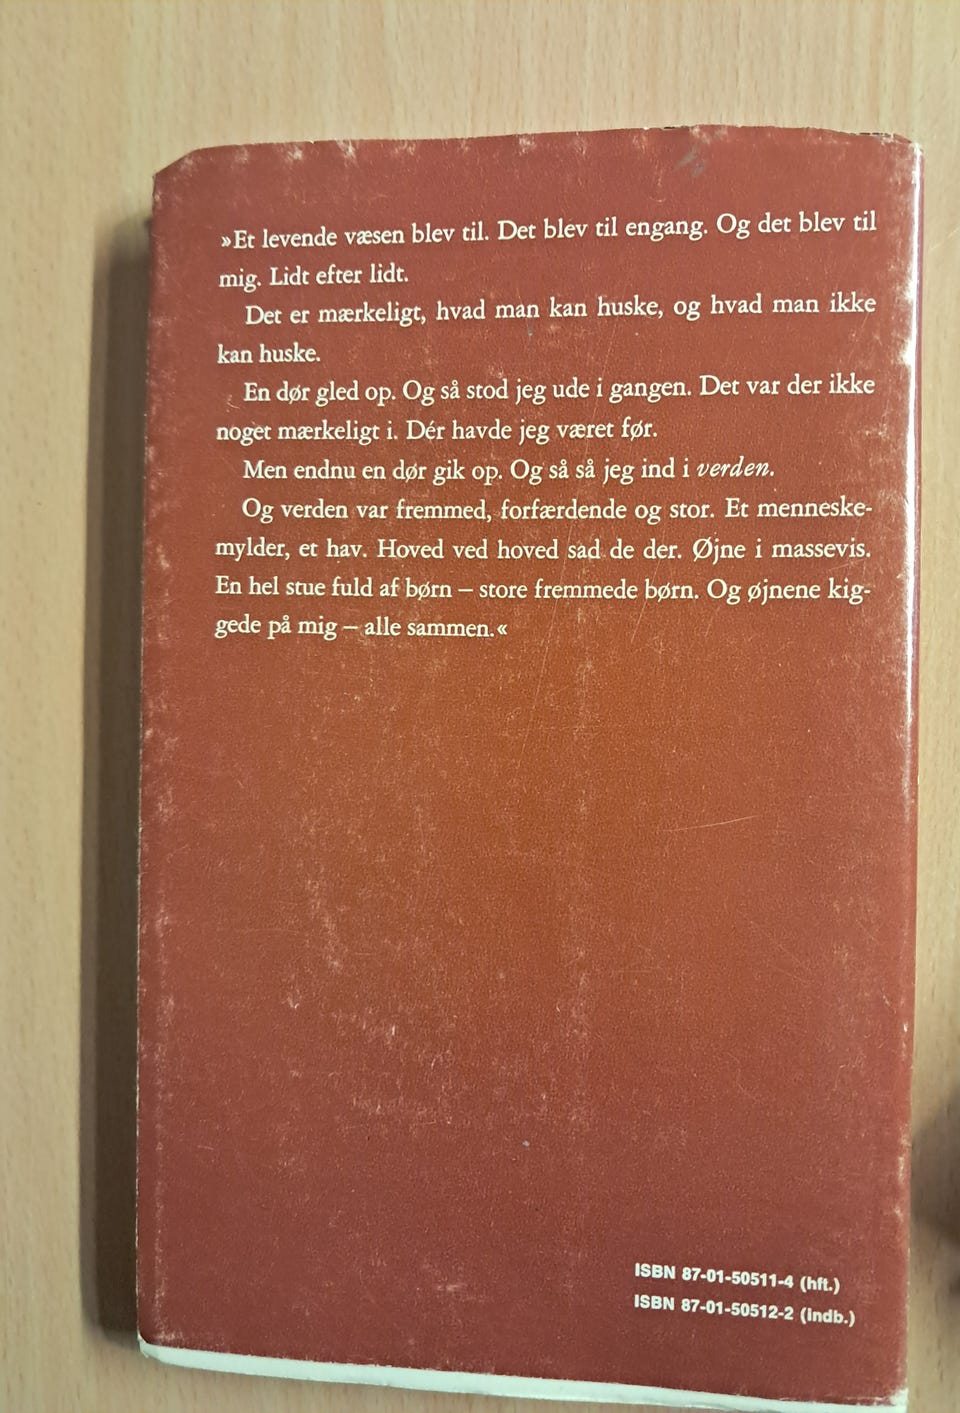 »Et levende væsen blev til. Det blev til engang. Og det blev til
mig. Lidt efter lidt.
Det er mærkeligt, hvad man kan huske, og hvad man ikke
kan huske.
En dør gled op. Og så stod jeg ude i gangen. Det var der ikke
noget mærkeligt i. Dér havde jeg været før.
Men endnu en dør gik op. Og så så jeg ind i verden.
Og verden var fremmed, forfærdende og stor. Et menneske-
mylder, et hav. Hoved ved hoved sad de der. Øjne i massevis.
En hel stue fuld af børn – store fremmede børn. Og øjnene kig-
gede på mig – alle sammen.«
ISBN 87-01-50511-4 (hft.)
ISBN 87-01-50512-2 (indb.)